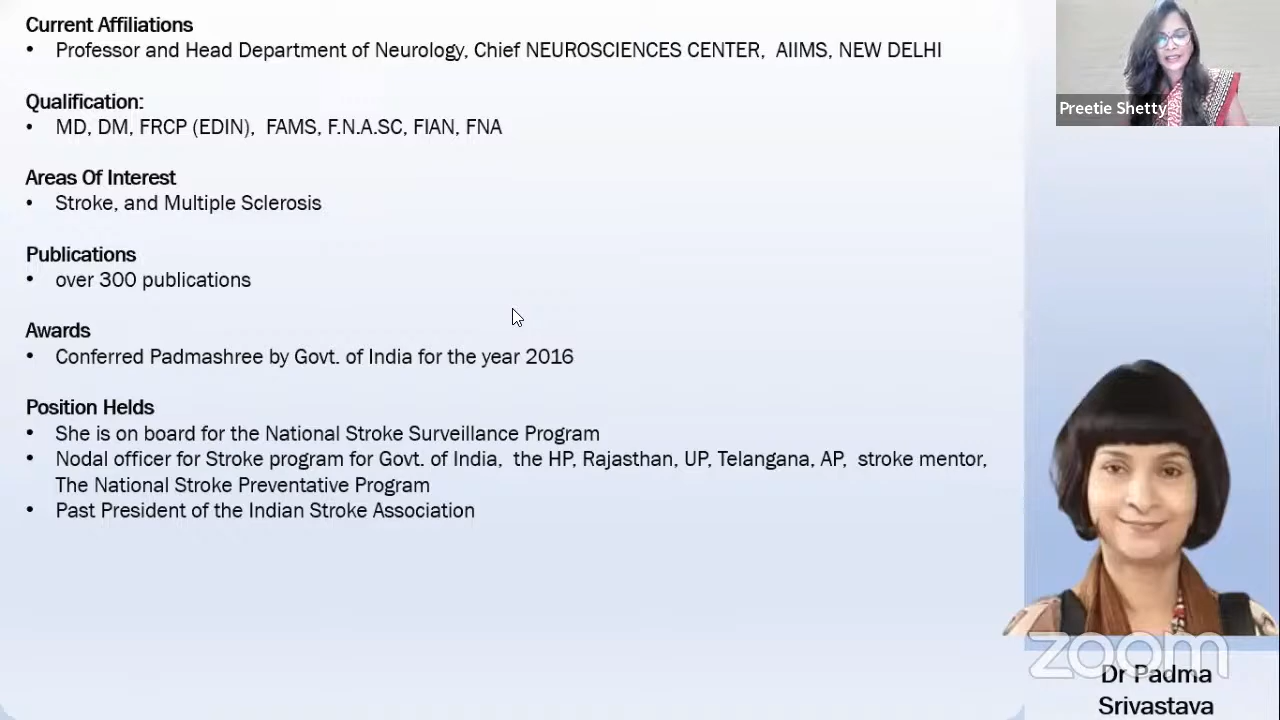 Current Affiliations
• Professor and Head Department of Neurology, Chief NEUROSCIENCES CENTER, AIIMS, NEW DELHI
Qualification:
• MD, DM, FRCP (EDIN), FAMS, F.N.A.SC, FIAN, FNA
Areas Of Interest
• Stroke, and Multiple Sclerosis
Publications
• over 300 publications
Awards
• Conferred Padmashree by Govt. of India for the year 2016
Position Helds
• She is on board for the National Stroke Surveillance Program
• Nodal officer for Stroke program for Govt. of India, the HP, Rajasthan, UP, Telangana, AP, stroke mentor,
The National Stroke Preventative Program
• Past President of the Indian Stroke Association
Preetie Shetty
zoom
Dr Padma
Srivastava